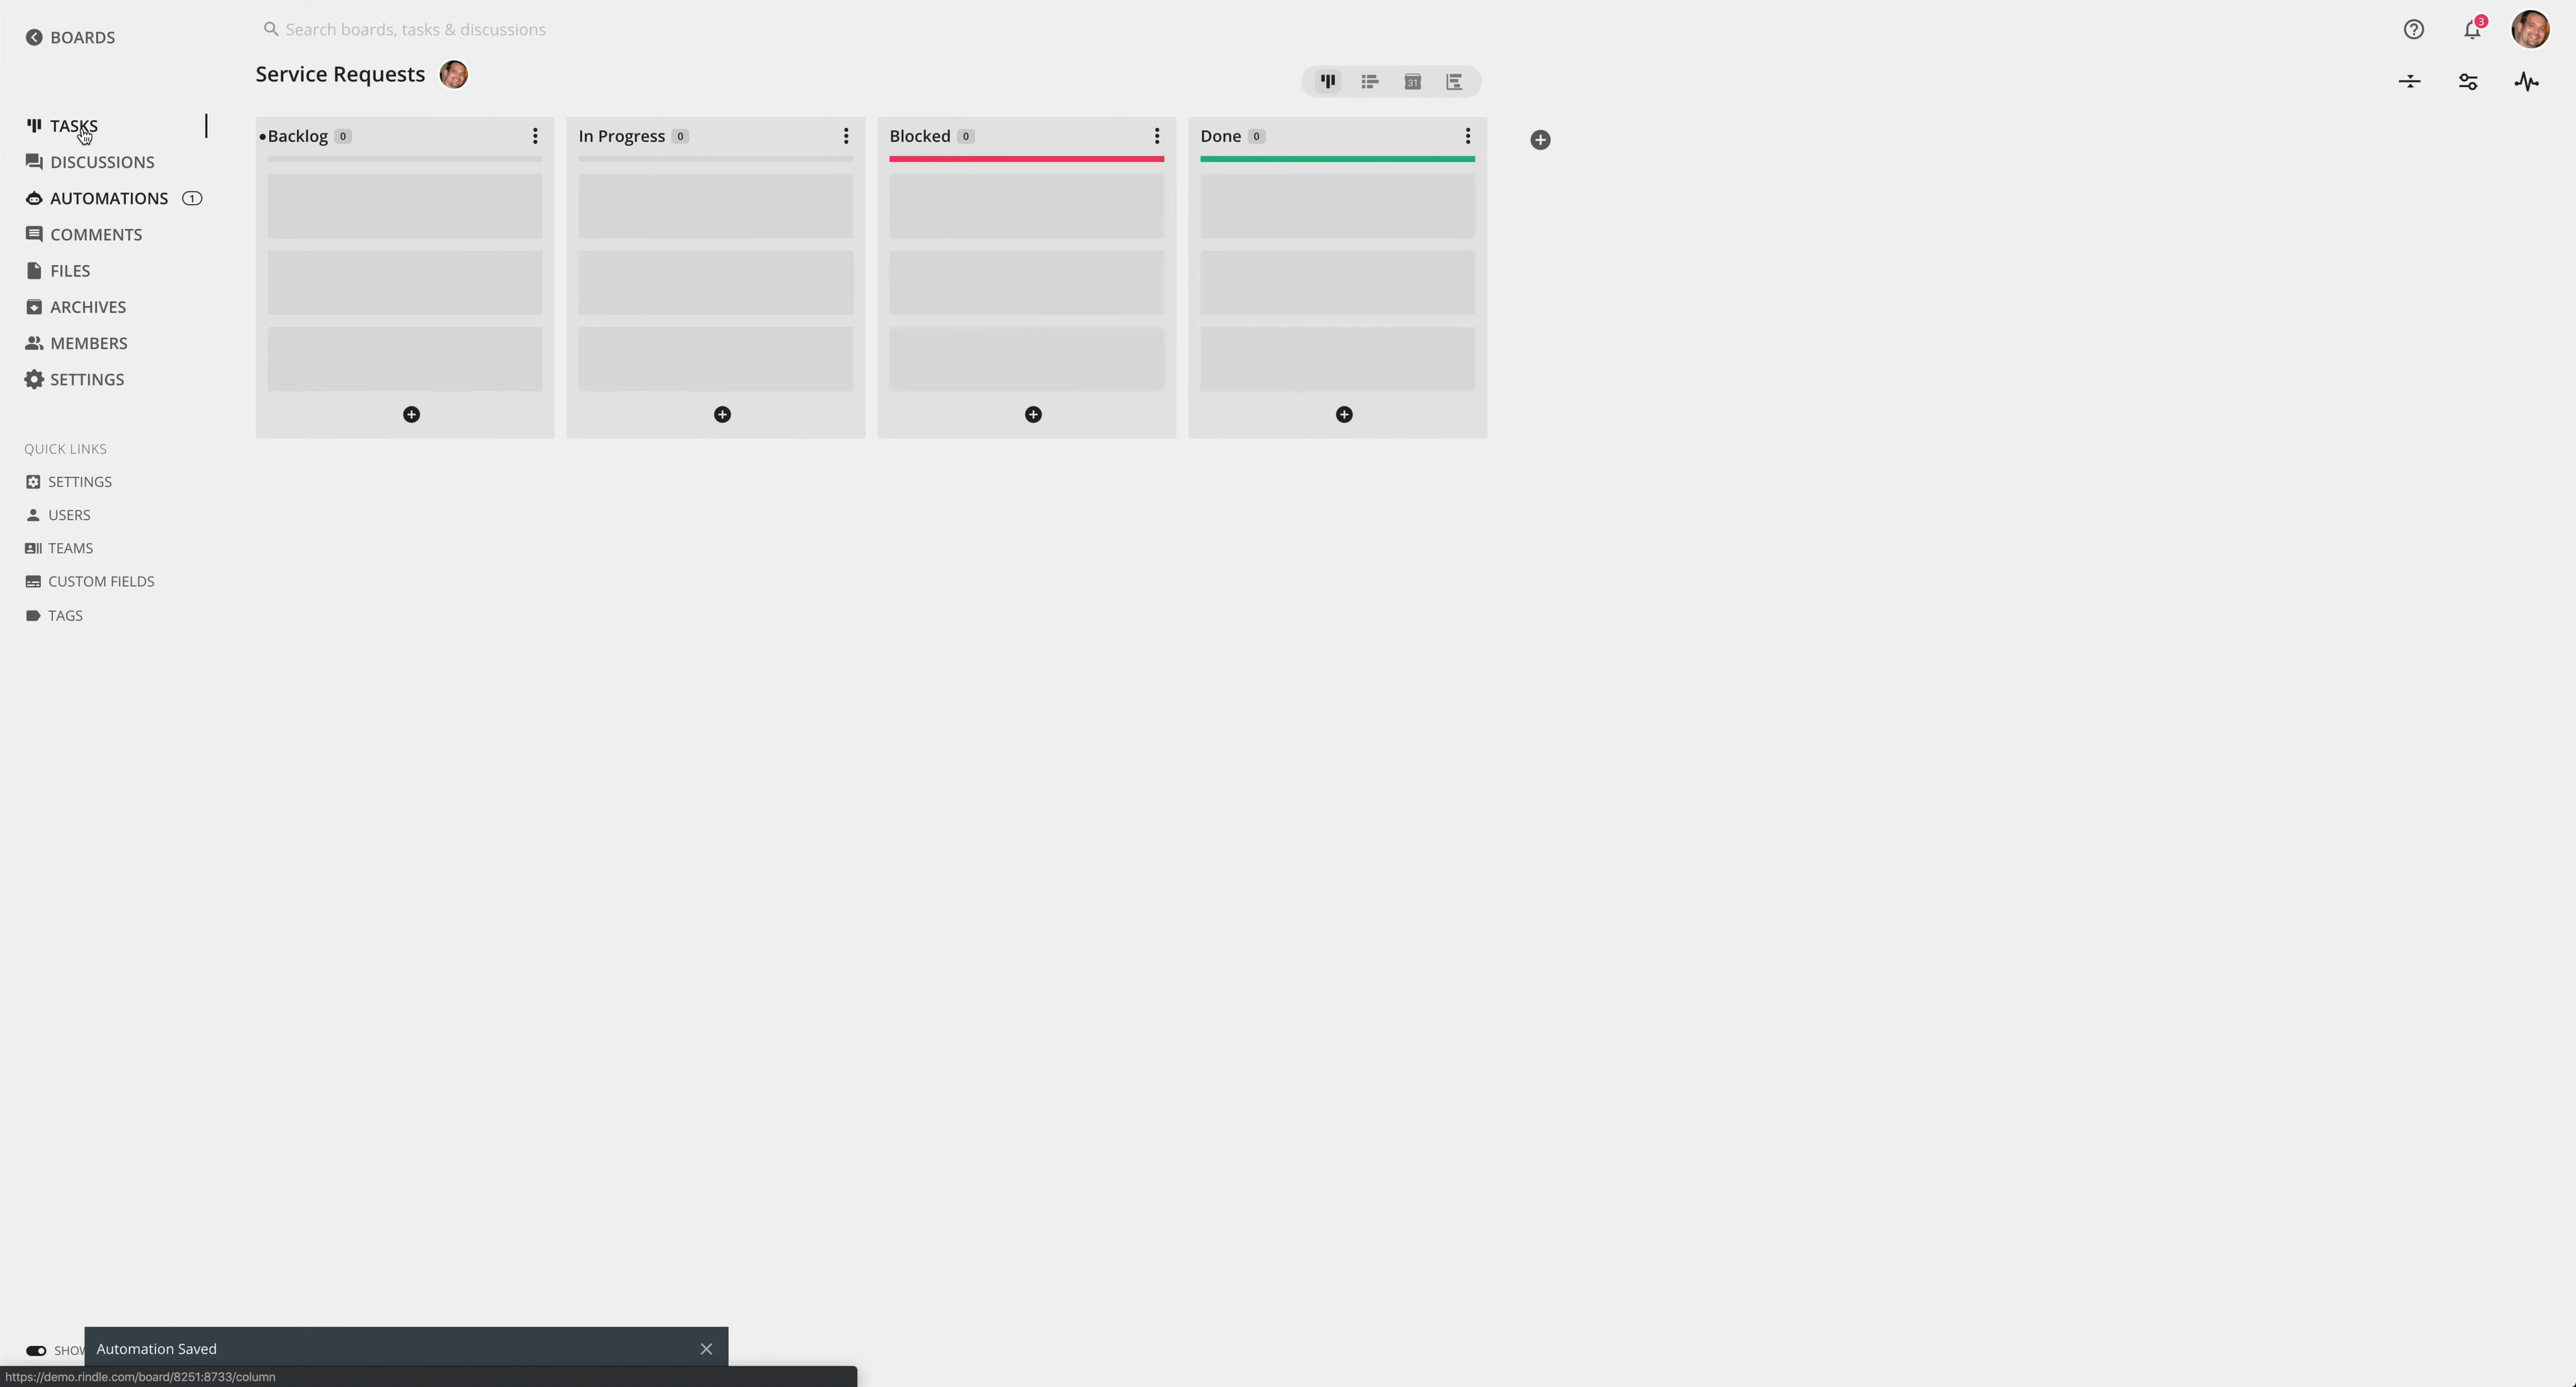 BOARDS
Search boards, tasks & discussions
3
Service Requests
31
TASKS
DISCUSSIONS
AUTOMATIONS 1
COMMENTS
FILES
ARCHIVES
MEMBERS
SETTINGS
QUICK LINKS
SETTINGS
USERS
TEAMS
CUSTOM FIELDS
TAGS
Backlog 0
In Progress 0
Blocked 0
Done 0
SHOW
Automation Saved
https://demo.rindle.com/board/8251:8733/column